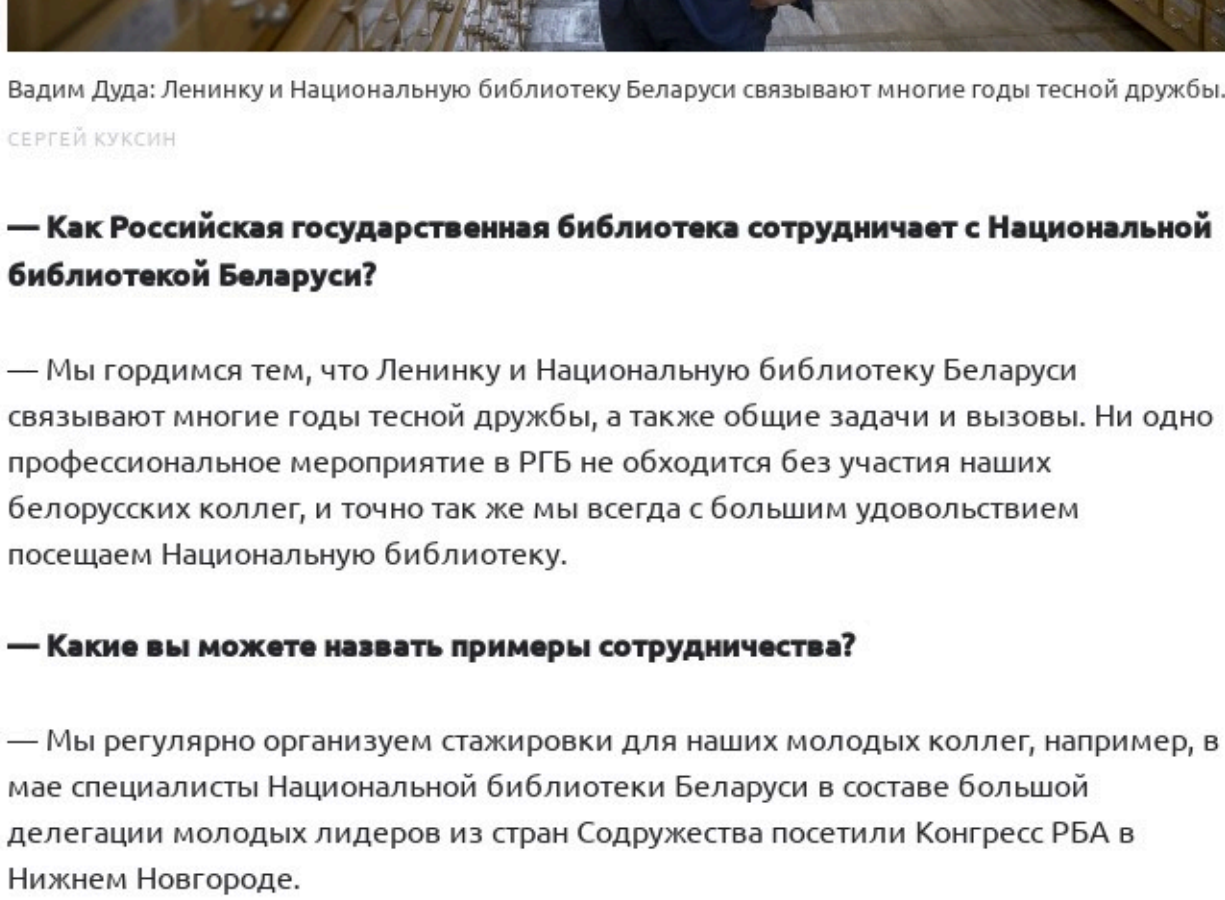 Вадим Дуда: Ленинку и Национальную библиотеку Беларуси связывают многие годы тесной дружбы.
СЕРГЕЙ КУКСИН
— Как Российская государственная библиотека сотрудничает с Национальной
библиотекой Беларуси?
— Мы гордимся тем, что Ленинку и Национальную библиотеку Беларуси
связывают многие годы тесной дружбы, а также общие задачи и вызовы. Ни одно
профессиональное мероприятие в РГБ не обходится без участия наших
белорусских коллег, и точно так же мы всегда с большим удовольствием
посещаем Национальную библиотеку.
— Какие вы можете назвать примеры сотрудничества?
— Мы регулярно организуем стажировки для наших молодых коллег, например, в
мае специалисты Национальной библиотеки Беларуси в составе большой
делегации молодых лидеров из стран Содружества посетили Конгресс РБА в
Нижнем Новгороде.